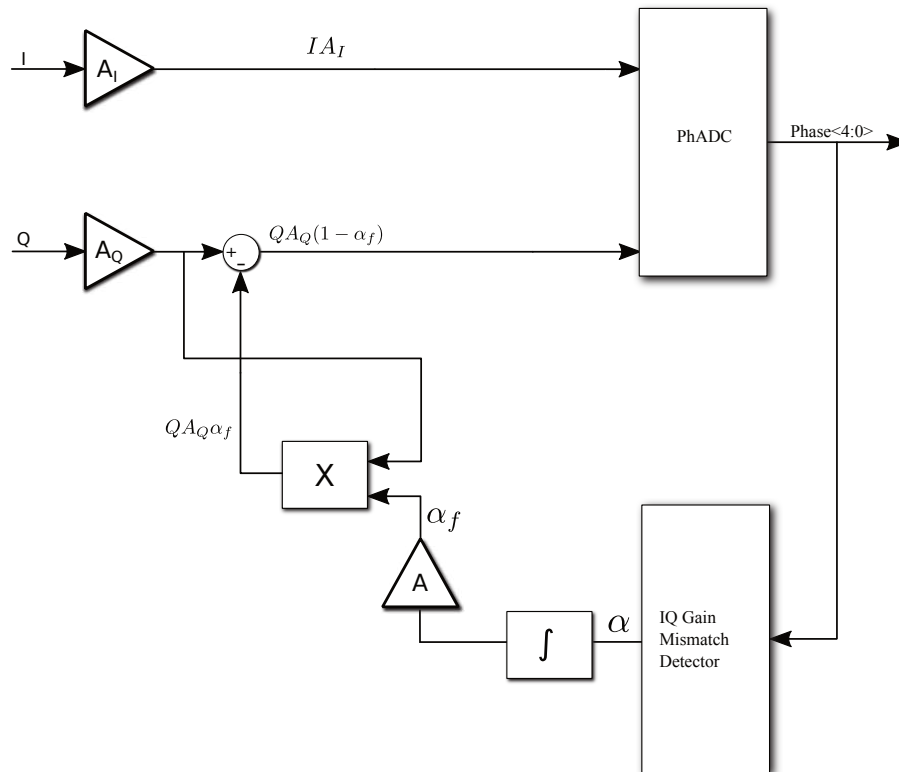 I
A_I
IA_I
PhADC
Phase<4:0>
Q
A_Q
+
-
QA_Q(1 − α_f)
QA_Qα_f
X
α_f
A
∫
α
IQ Gain
Mismatch
Detector